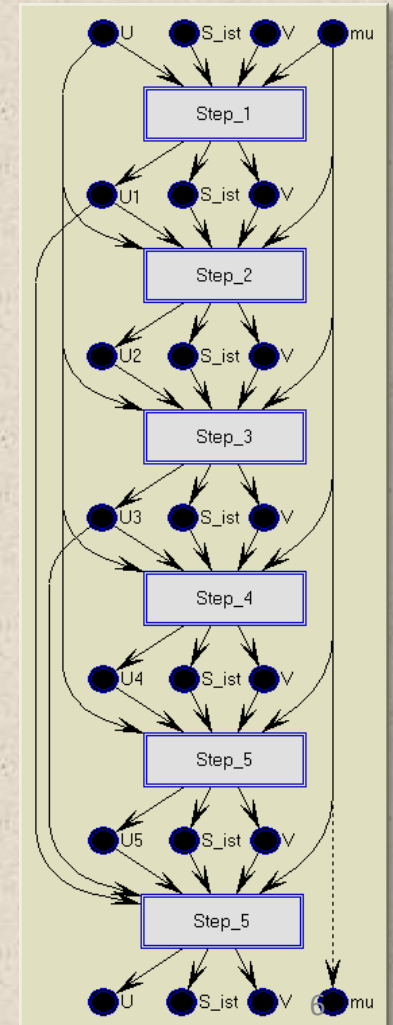 U S_ist V mu
Step_1
U1 S_ist V
Step_2
U2 S_ist V
Step_3
U3 S_ist V
Step_4
U4 S_ist V
Step_5
U5 S_ist V
Step_5
U S_ist V 6 mu